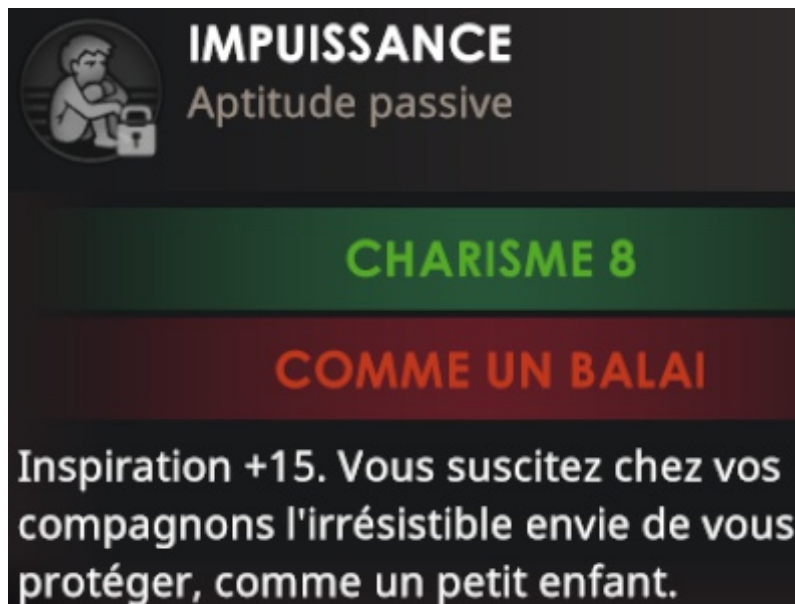 IMPUISSANCE
Aptitude passive
CHARISME 8
COMME UN BALAI
Inspiration +15. Vous suscitez chez vos
compagnons l'irrésistible envie de vous
protéger, comme un petit enfant.